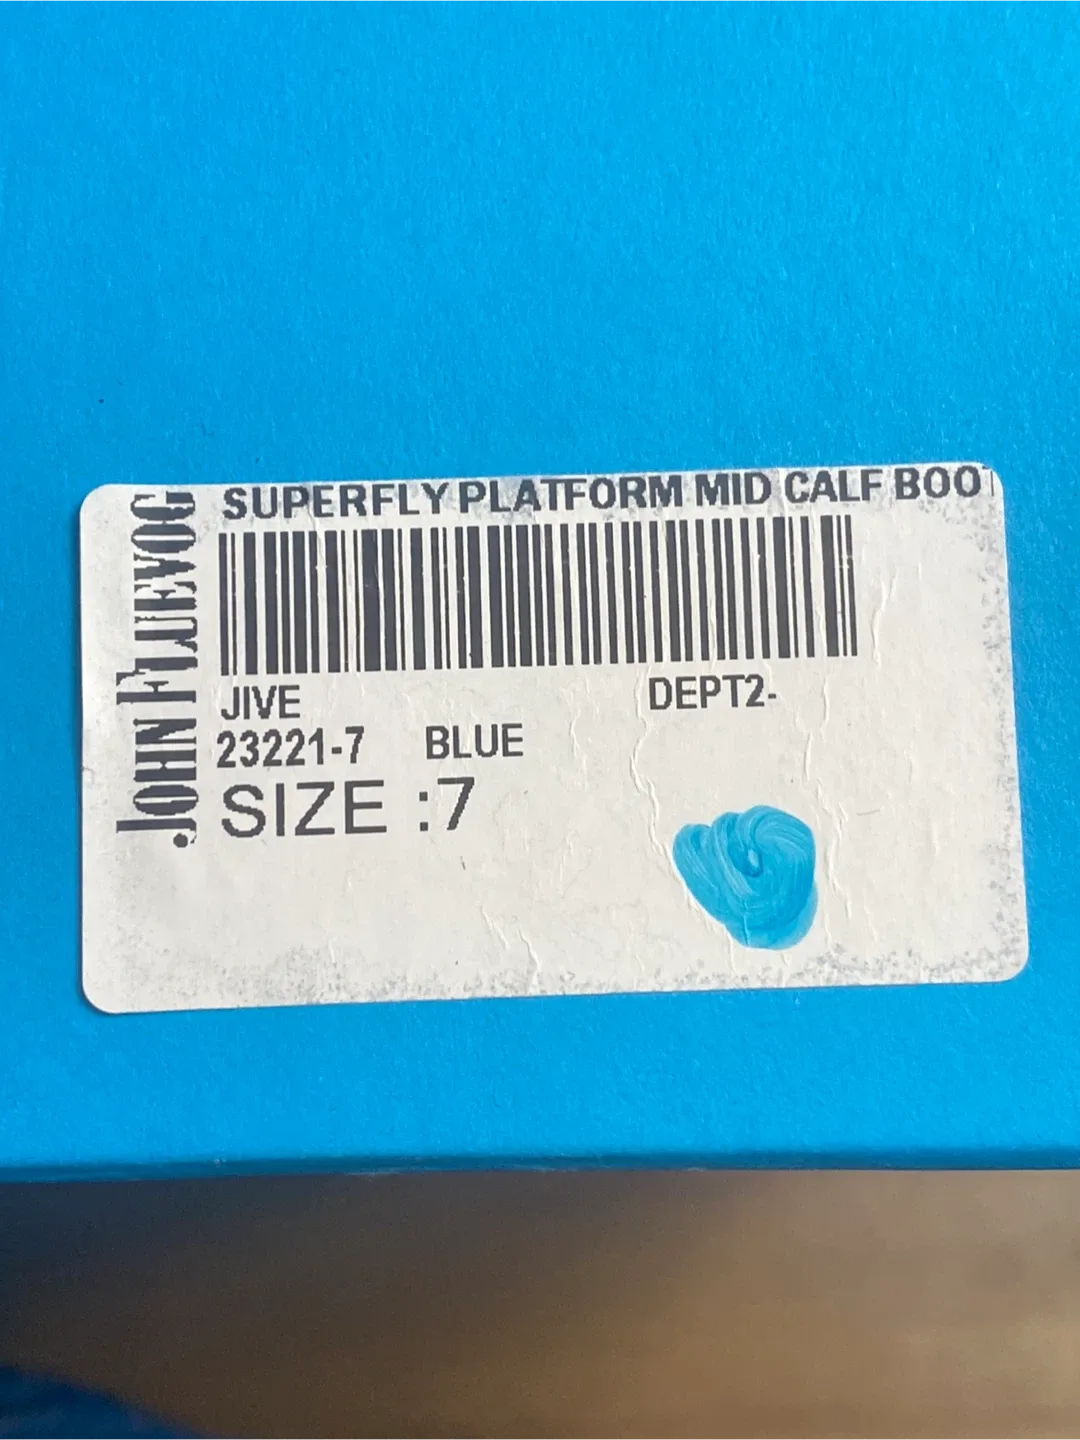 JOHN FLUEVOG
SUPERFLY PLATFORM MID CALF BOO
JIVE DEPT2-
23221-7 BLUE
SIZE :7